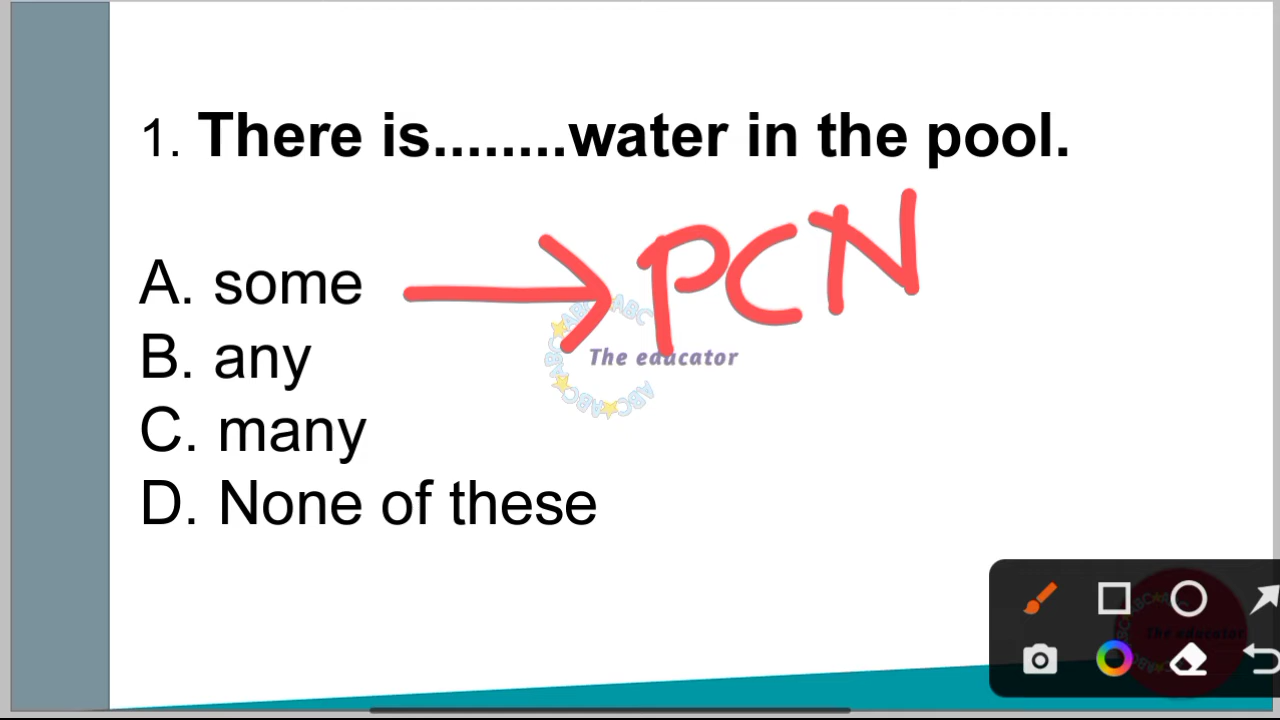 1. There is........water in the pool.
A. some → PCN
B. any
The educator
C. many
D. None of these